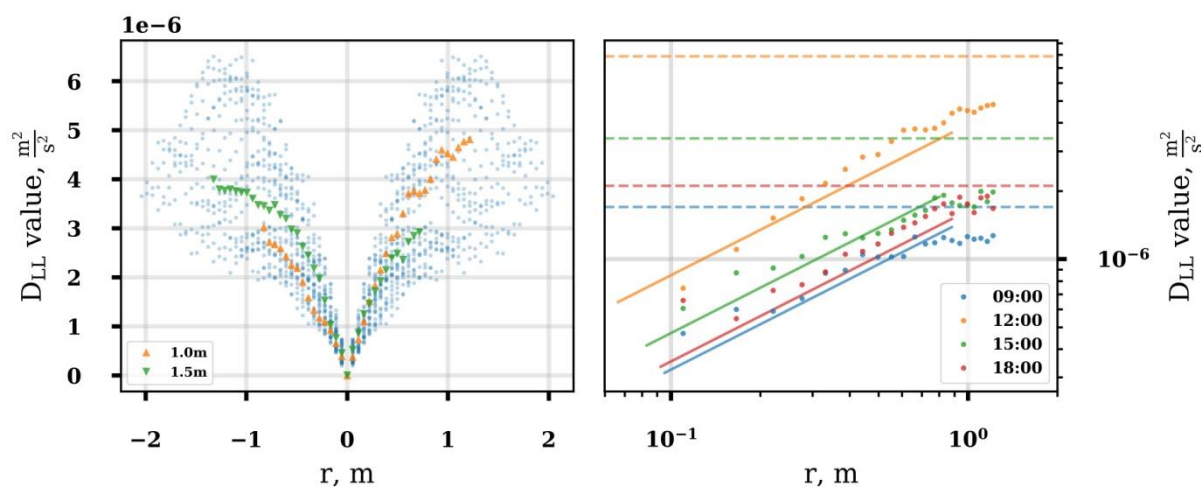 1e−6
D_LL value, m²/s²
6
5
4
3
2
1
0
1.0m
1.5m
−2
−1
0
1
2
r, m
09:00
12:00
15:00
18:00
10⁻⁶
10⁻¹
10⁰
r, m
D_LL value, m²/s²